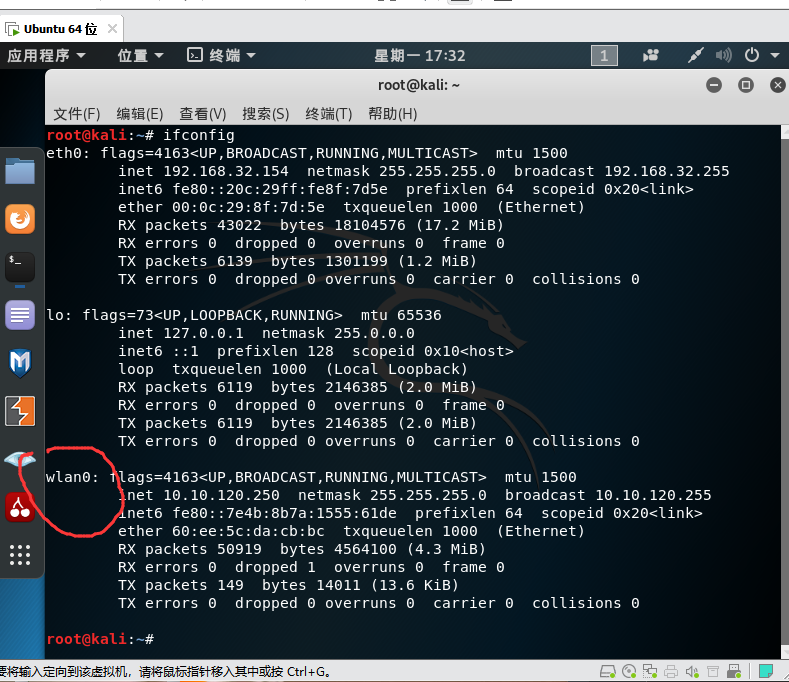 Ubuntu 64 位
应用程序 位置 终端 星期一 17:32 1
root@kali: ~
文件(F) 编辑(E) 查看(V) 搜索(S) 终端(T) 帮助(H)
root@kali:~# ifconfig
eth0: flags=4163<UP,BROADCAST,RUNNING,MULTICAST>  mtu 1500
        inet 192.168.32.154  netmask 255.255.255.0  broadcast 192.168.32.255
        inet6 fe80::20c:29ff:fe8f:7d5e  prefixlen 64  scopeid 0x20<link>
        ether 00:0c:29:8f:7d:5e  txqueuelen 1000  (Ethernet)
        RX packets 43022  bytes 18104576 (17.2 MiB)
        RX errors 0  dropped 0  overruns 0  frame 0
        TX packets 6139  bytes 1301199 (1.2 MiB)
        TX errors 0  dropped 0 overruns 0  carrier 0  collisions 0
lo: flags=73<UP,LOOPBACK,RUNNING>  mtu 65536
        inet 127.0.0.1  netmask 255.0.0.0
        inet6 ::1  prefixlen 128  scopeid 0x10<host>
        loop  txqueuelen 1000  (Local Loopback)
        RX packets 6119  bytes 2146385 (2.0 MiB)
        RX errors 0  dropped 0  overruns 0  frame 0
        TX packets 6119  bytes 2146385 (2.0 MiB)
        TX errors 0  dropped 0 overruns 0  carrier 0  collisions 0
wlan0: flags=4163<UP,BROADCAST,RUNNING,MULTICAST>  mtu 1500
        inet 10.10.120.250  netmask 255.255.255.0  broadcast 10.10.120.255
        inet6 fe80::7e4b:8b7a:1555:61de  prefixlen 64  scopeid 0x20<link>
        ether 60:ee:5c:da:cb:bc  txqueuelen 1000  (Ethernet)
        RX packets 50919  bytes 4564100 (4.3 MiB)
        RX errors 0  dropped 1  overruns 0  frame 0
        TX packets 149  bytes 14011 (13.6 KiB)
        TX errors 0  dropped 0 overruns 0  carrier 0  collisions 0
root@kali:~#
要将输入定向到该虚拟机，请将鼠标指针移入其中或按 Ctrl+G。